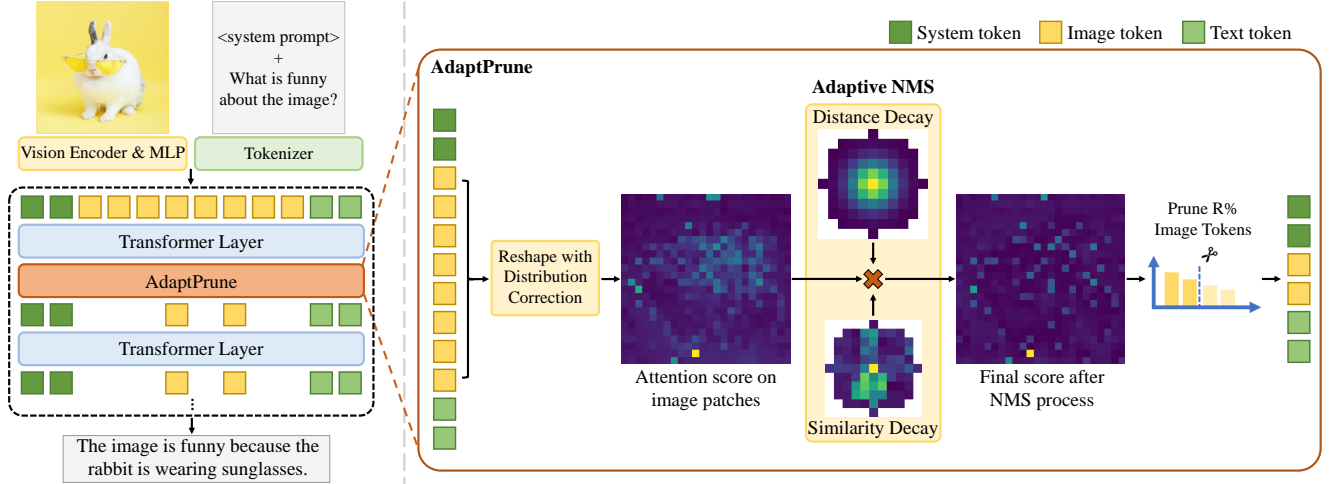 <system prompt>
+
What is funny
about the image?
Vision Encoder & MLP
Tokenizer
Transformer Layer
AdaptPrune
Transformer Layer
The image is funny because the
rabbit is wearing sunglasses.
System token
Image token
Text token
AdaptPrune
Reshape with
Distribution
Correction
Attention score on
image patches
Adaptive NMS
Distance Decay
Similarity Decay
Final score after
NMS process
Prune R%
Image Tokens